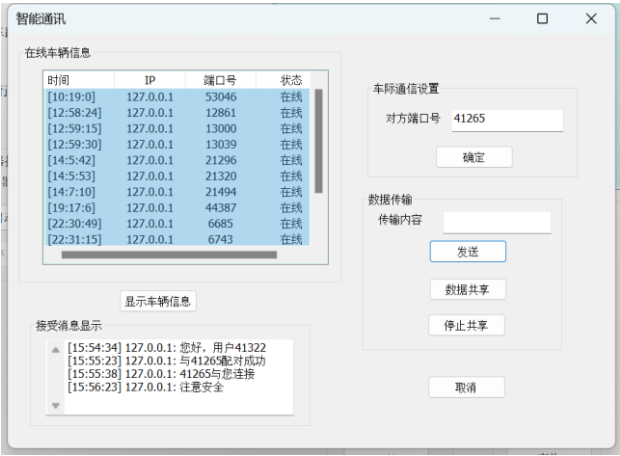 智能通讯
在线车辆信息
时间 IP 端口号 状态
[10:19:0] 127.0.0.1 53046 在线
[12:58:24] 127.0.0.1 12861 在线
[12:59:15] 127.0.0.1 13000 在线
[12:59:30] 127.0.0.1 13039 在线
[14:5:42] 127.0.0.1 21296 在线
[14:5:53] 127.0.0.1 21320 在线
[14:7:10] 127.0.0.1 21494 在线
[19:17:6] 127.0.0.1 44387 在线
[22:30:49] 127.0.0.1 6685 在线
[22:31:15] 127.0.0.1 6743 在线
显示车辆信息
接受消息显示
[15:54:34] 127.0.0.1: 您好，用户41322
[15:55:23] 127.0.0.1: 与41265配对成功
[15:55:38] 127.0.0.1: 41265与您连接
[15:56:23] 127.0.0.1: 注意安全
车际通信设置
对方端口号 41265
确定
数据传输
传输内容
发送
数据共享
停止共享
取消